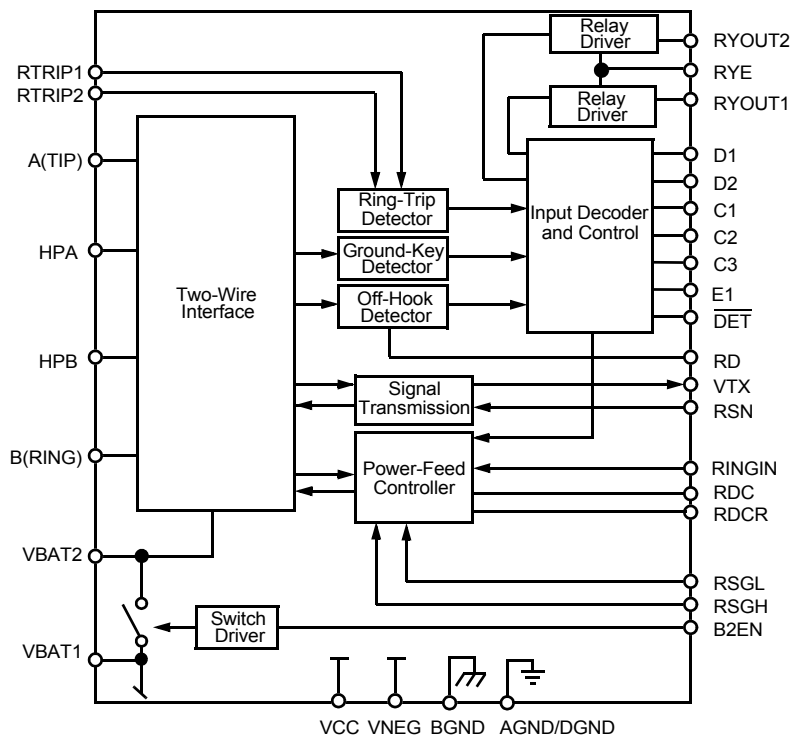 Relay
Driver
RYOUT2
RYE
RTRIP1
RTRIP2
Relay
Driver
RYOUT1
A(TIP)
D1
D2
Ring-Trip
Detector
Input Decoder
and Control
C1
C2
HPA
Ground-Key
Detector
C3
Two-Wire
Interface
Off-Hook
Detector
E1
DET
HPB
RD
Signal
Transmission
VTX
RSN
B(RING)
Power-Feed
Controller
RINGIN
RDC
RDCR
VBAT2
RSGL
RSGH
Switch
Driver
B2EN
VBAT1
VCC VNEG BGND AGND/DGND